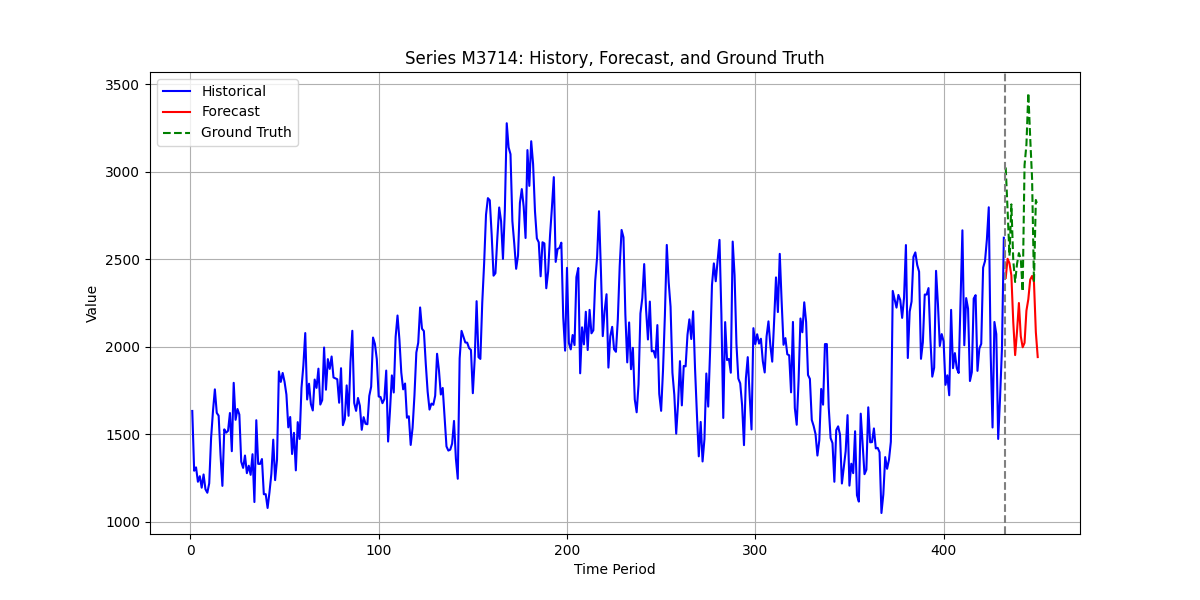 Series M3714: History, Forecast, and Ground Truth
Historical
Forecast
Ground Truth
3500
3000
2500
2000
1500
1000
Value
0
100
200
300
400
Time Period